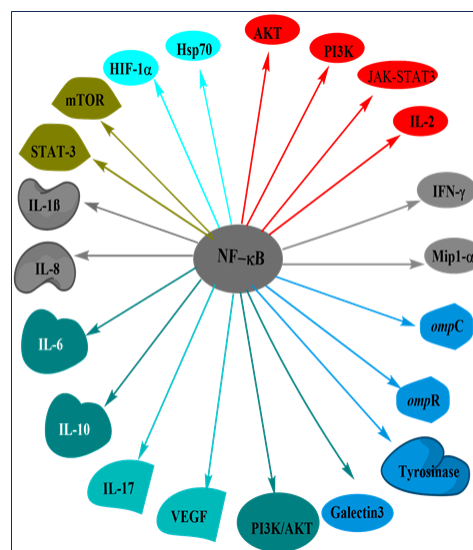 AKT
Hsp70
PI3K
HIF-1α
JAK-STAT3
mTOR
IL-2
STAT-3
IFN-γ
IL-1ß
NF-κB
Mip1-α
IL-8
ompC
IL-6
ompR
IL-10
Tyrosinase
IL-17
VEGF
PI3K/AKT
Galectin3